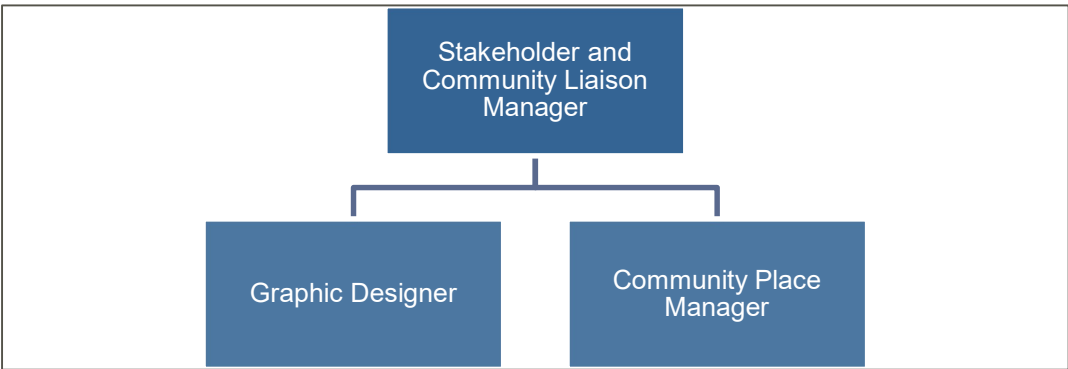 Stakeholder and
Community Liaison
Manager
Graphic Designer
Community Place
Manager